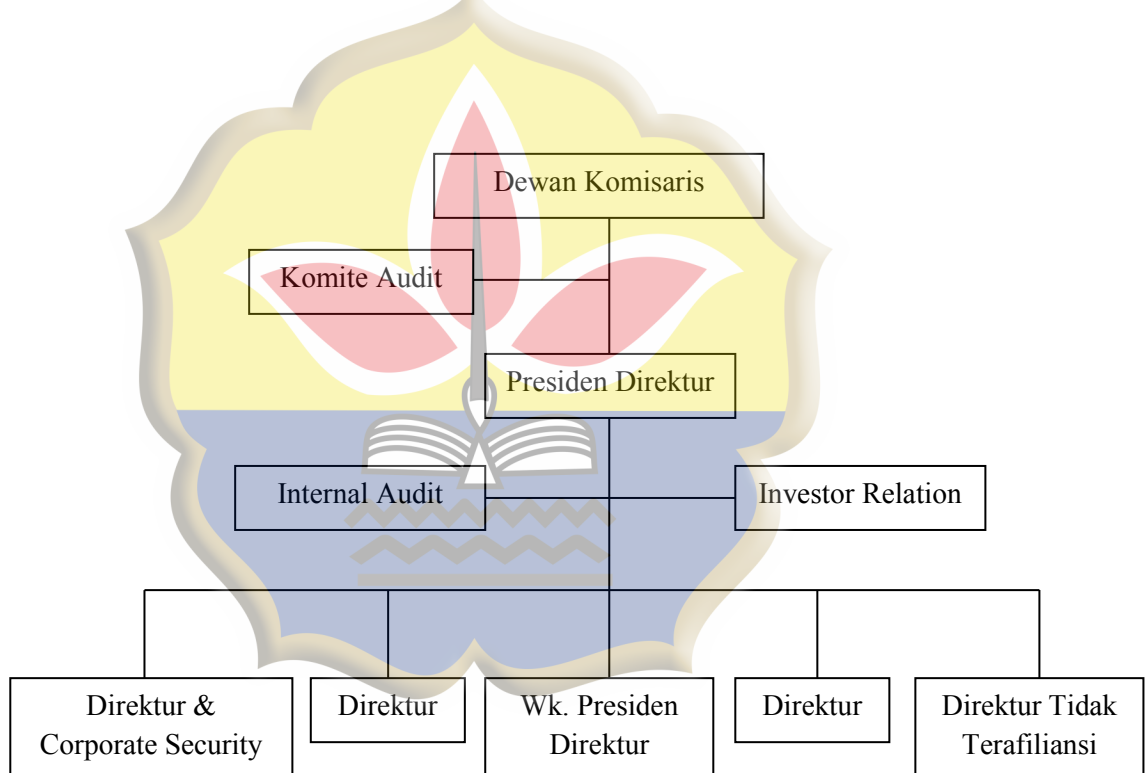 Dewan Komisaris
Komite Audit
Presiden Direktur
Internal Audit
Investor Relation
Direktur &
Corporate Security
Direktur
Wk. Presiden
Direktur
Direktur
Direktur Tidak
Terafiliansi